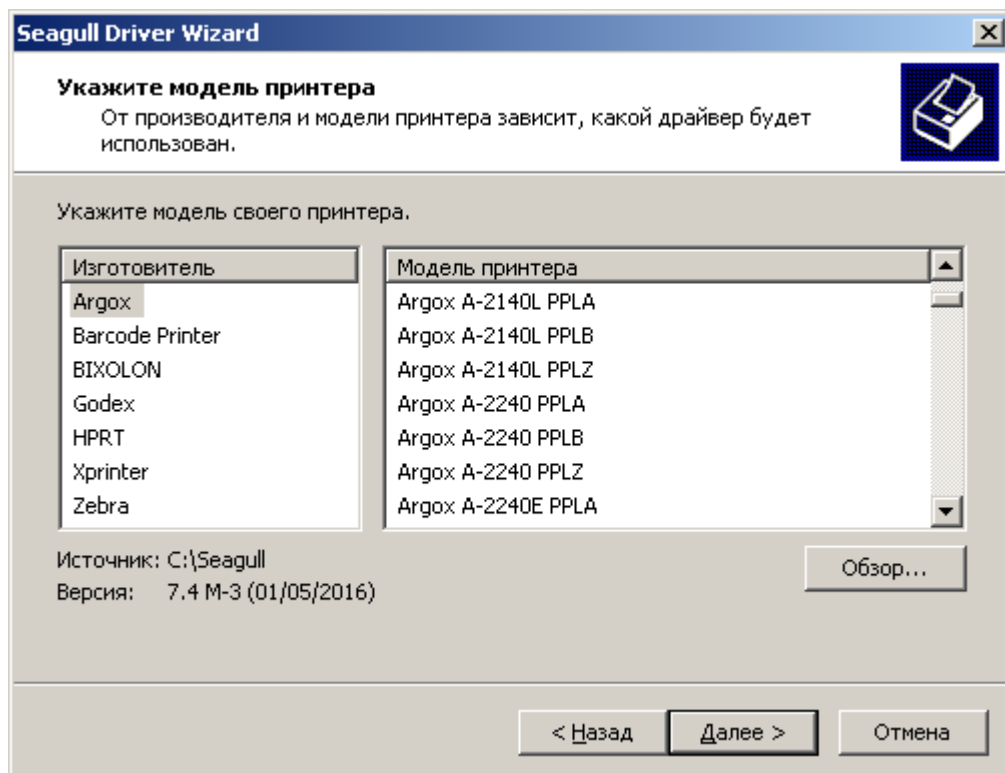 Seagull Driver Wizard
Укажите модель принтера
От производителя и модели принтера зависит, какой драйвер будет
использован.
Укажите модель своего принтера.
Изготовитель
Argox
Barcode Printer
BIXOLON
Godex
HPRT
Xprinter
Zebra
Модель принтера
Argox A-2140L PPLA
Argox A-2140L PPLB
Argox A-2140L PPLZ
Argox A-2240 PPLA
Argox A-2240 PPLB
Argox A-2240 PPLZ
Argox A-2240E PPLA
Источник: C:\Seagull
Версия: 7.4 M-3 (01/05/2016)
Обзор...
< Назад
Далее >
Отмена